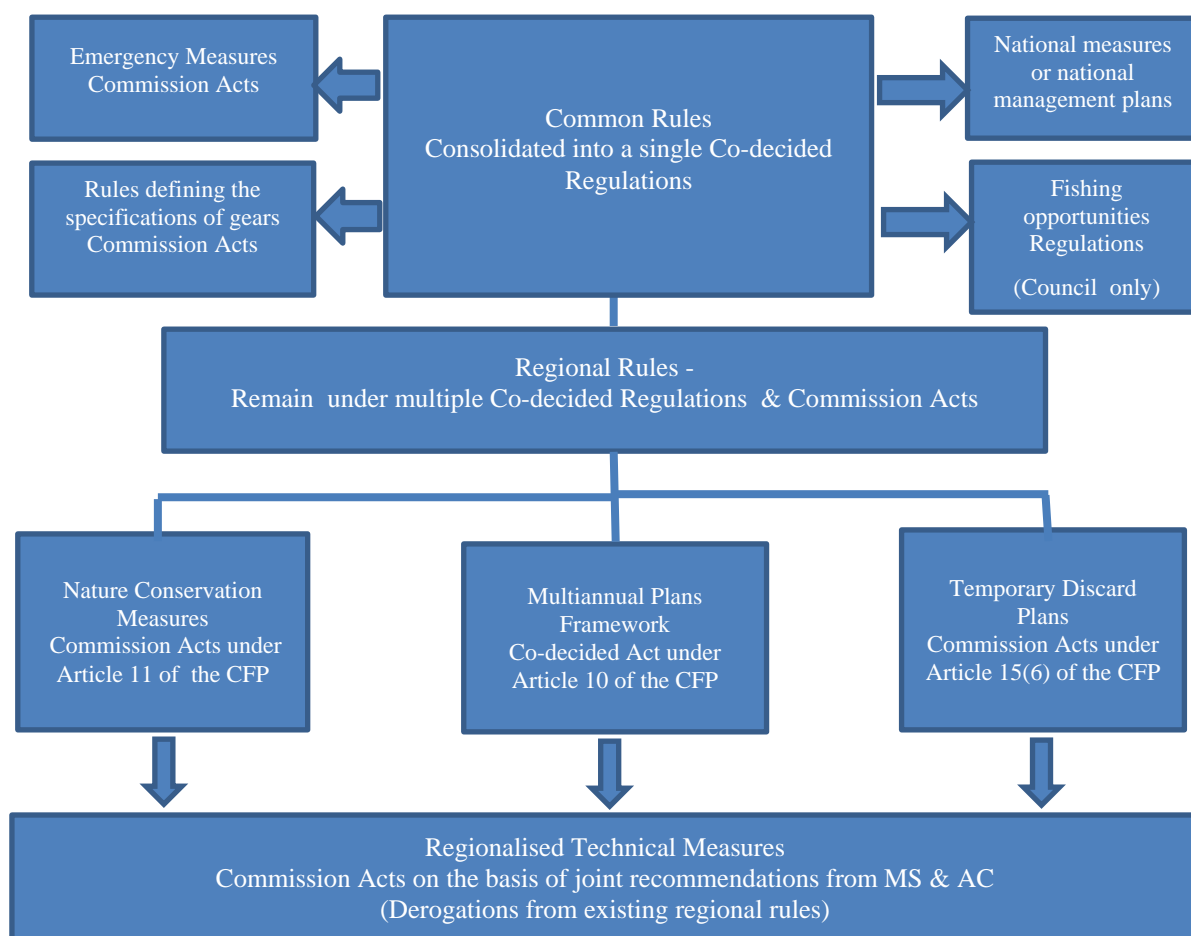 Emergency Measures
Commission Acts
Common Rules
Consolidated into a single Co-decided
Regulations
National measures
or national
management plans
Rules defining the
specifications of gears
Commission Acts
Fishing
opportunities
Regulations
(Council only)
Regional Rules -
Remain under multiple Co-decided Regulations & Commission Acts
Nature Conservation
Measures
Commission Acts under
Article 11 of the CFP
Multiannual Plans
Framework
Co-decided Act under
Article 10 of the CFP
Temporary Discard
Plans
Commission Acts under
Article 15(6) of the CFP
Regionalised Technical Measures
Commission Acts on the basis of joint recommendations from MS & AC
(Derogations from existing regional rules)